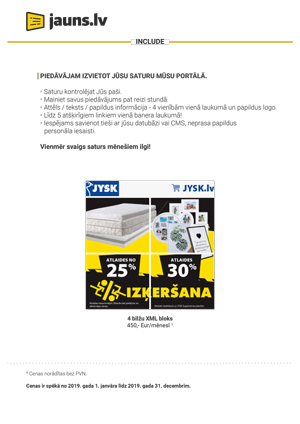 jauns.lv
INCLUDE
PIEDĀVĀJAM IZVIETOT JŪSU SATURU MŪSU PORTĀLĀ.
• Saturu kontrolējat Jūs paši.
• Mainiet savus piedāvājums pat reizi stundā.
• Attēls / teksts / papildus informācija - 4 vienībām vienā laukumā un papildus logo.
• Līdz 5 atšķirīgiem linkiem vienā banera laukumā!
• Iespējams savienot tieši ar jūsu datubāzi vai CMS, neprasa papildus
personāla iesaisti.
Vienmēr svaigs saturs mēnešiem ilgi!
JYSK
JYSK.lv
ATLAIDES NO
25%
ATLAIDES
30%
IZĶERŠANA
4 bilžu XML bloks
450,- Eur/mēnesī ¹
¹ Cenas norādītas bez PVN.
Cenas ir spēkā no 2019. gada 1. janvāra līdz 2019. gada 31. decembrim.